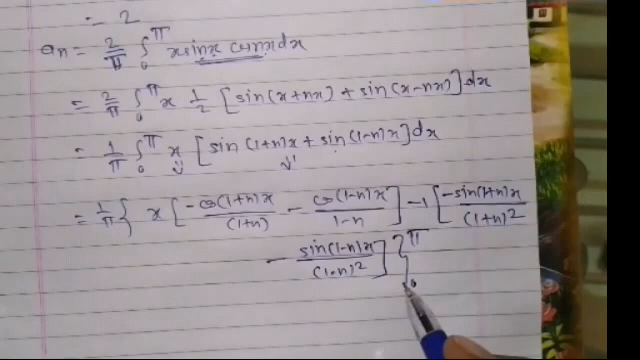 = 2
an = 2/π ∫₀^π x sinx cosnx dx
= 2/π ∫₀^π x 1/2 [sin(x+nx) + sin(x-nx)] dx
= 1/π ∫₀^π x [sin(1+n)x + sin(1-n)x] dx
u v'
= 1/π { x [-cos(1+n)x/(1+n) - cos(1-n)x/1-n] -1 [-sin(1+n)x/(1+n)²
- sin(1-n)x/(1-n)²] }₀^π